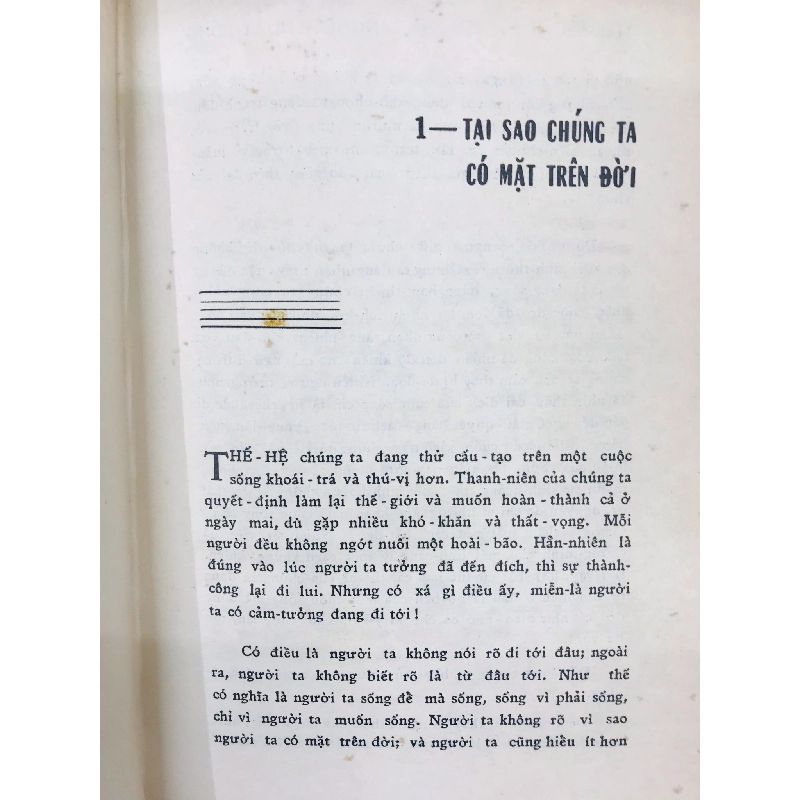 1 — TẠI SAO CHÚNG TA
CÓ MẶT TRÊN ĐỜI
THẾ - HỆ chúng ta đang thử cấu - tạo trên một cuộc
sống khoái - trá và thú-vị hơn. Thanh-niên của chúng ta
quyết - định làm lại thế - giới và muốn hoàn - thành cả ở
ngày mai, dù gặp nhiều khó - khăn và thất - vọng. Mỗi
người đều không ngớt nuối một hoài - bão. Hẳn-nhiên là
đúng vào lúc người ta tưởng đã đến đích, thì sự thành-
công lại đi lui. Nhưng có xá gì điều ấy, miễn-là người
ta có cảm-tưởng đang đi tới !
Có điều là người ta không nói rõ đi tới đâu; ngoài
ra, người ta không biết rõ là từ đâu tới. Như thế
có nghĩa là người ta sống để mà sống, sống vì phải sống,
chỉ vì người ta muốn sống. Người ta không rõ vì sao
người ta có mặt trên đời; và người ta cũng hiểu ít hơn